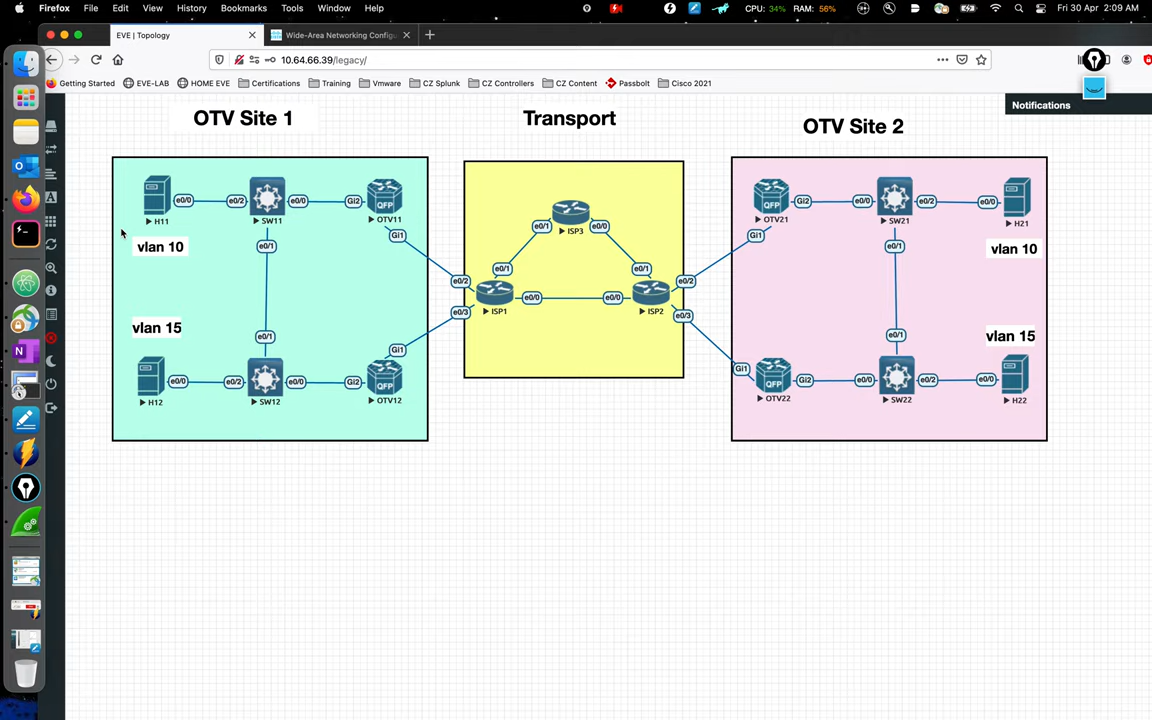 Firefox File Edit View History Bookmarks Tools Window Help CPU: 34% RAM: 56% Fri 30 Apr 2:09 AM
EVE | Topology
Wide-Area Networking Configu
10.64.66.39/legacy/
Getting Started EVE-LAB HOME EVE Certifications Training Vmware CZ Splunk CZ Controllers CZ Content Passbolt Cisco 2021
Notifications
OTV Site 1
Transport
OTV Site 2
e0/0 e0/2 e0/0 Gi2
H11 SW11 OTV11
Gi1
vlan 10
e0/1
vlan 15
e0/1
Gi1
e0/0 e0/2 e0/0 Gi2
H12 SW12 OTV12
ISP3
e0/1 e0/0
e0/1 e0/1
e0/2 e0/2
e0/0 e0/0
ISP1 ISP2
e0/3 e0/3
Gi2 e0/0 e0/2 e0/0
OTV21 SW21 H21
Gi1
vlan 10
e0/1
vlan 15
e0/1
Gi1
Gi2 e0/0 e0/2 e0/0
OTV22 SW22 H22